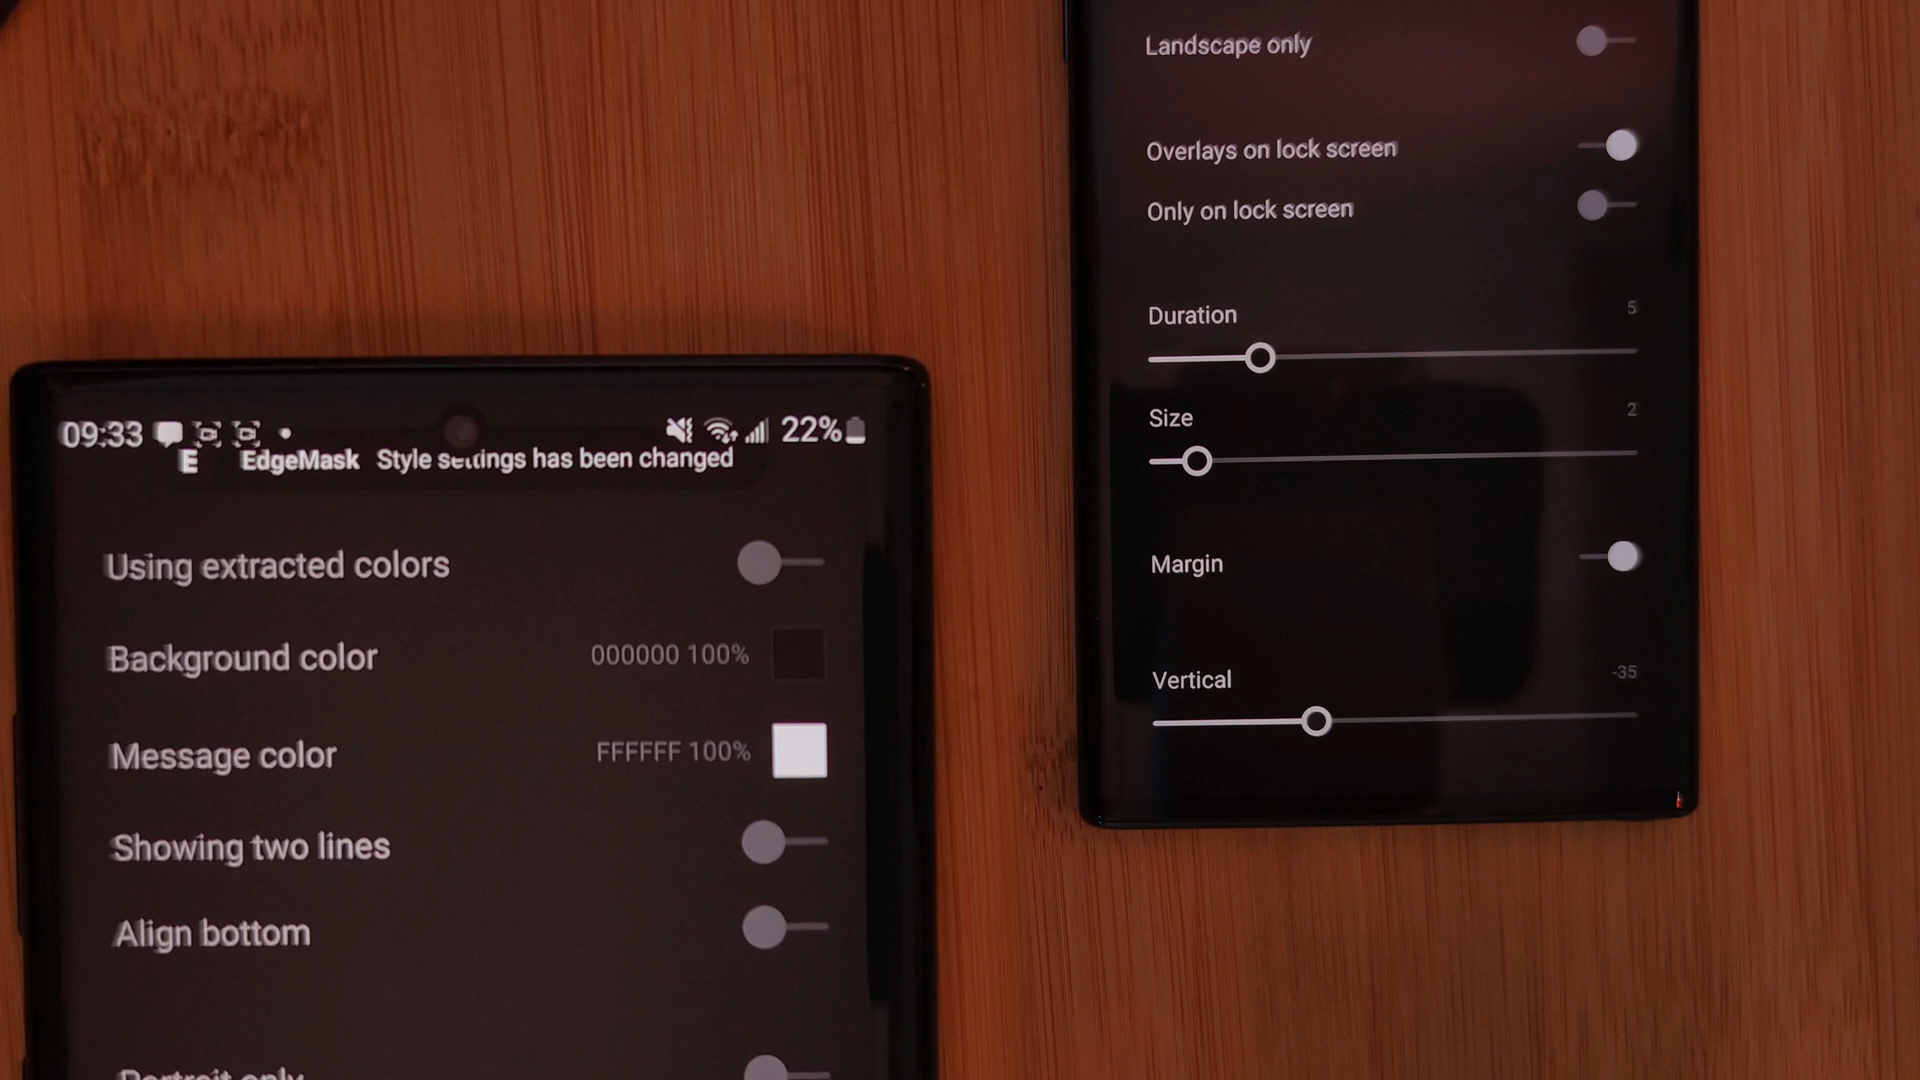 09:33 22%
E EdgeMask Style settings has been changed
Using extracted colors
Background color 000000 100%
Message color FFFFFF 100%
Showing two lines
Align bottom
Portrait only
Landscape only
Overlays on lock screen
Only on lock screen
Duration 5
Size 2
Margin
Vertical -35